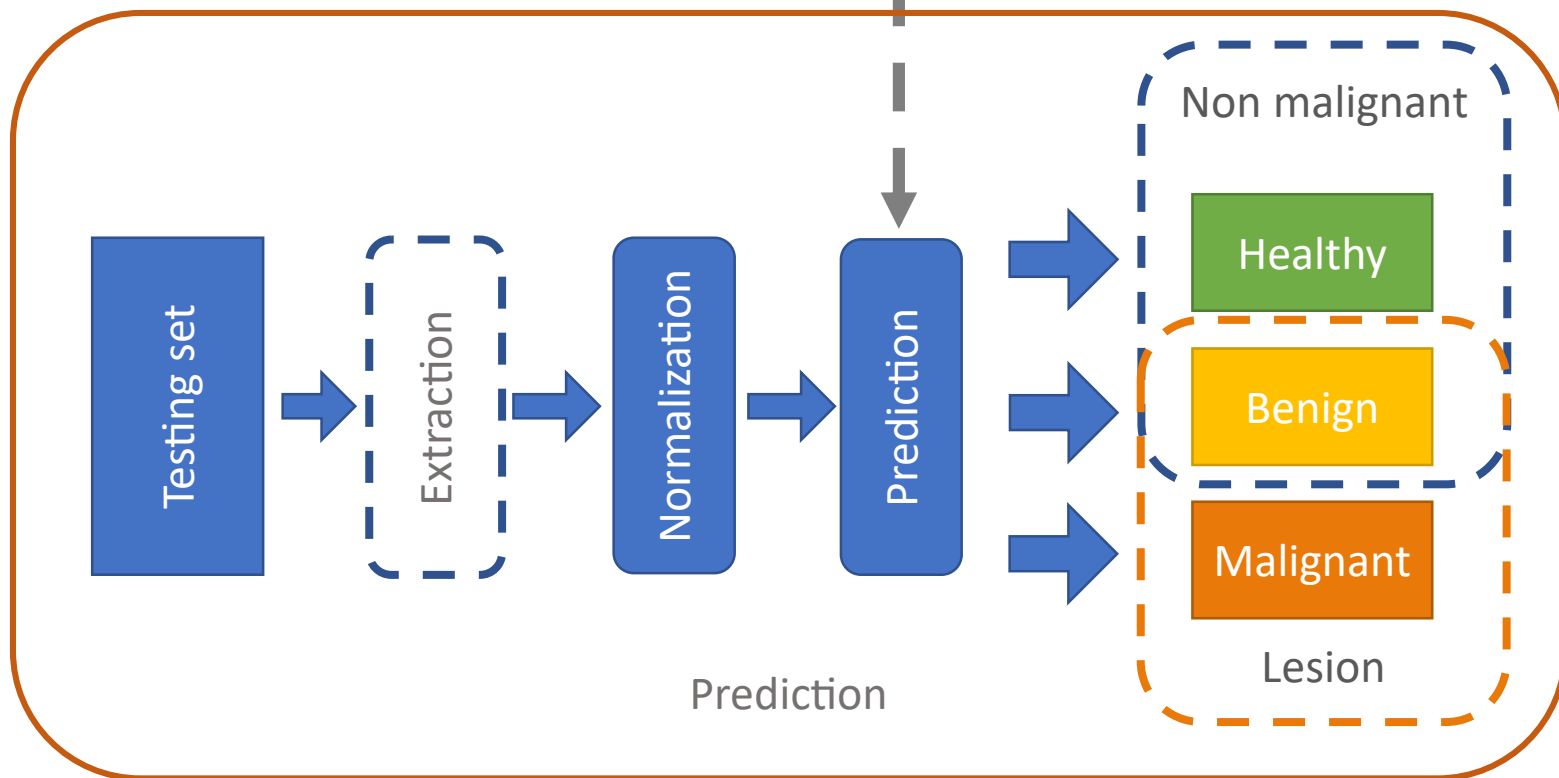 Testing set
Extraction
Normalization
Prediction
Non malignant
Healthy
Benign
Malignant
Lesion
Prediction